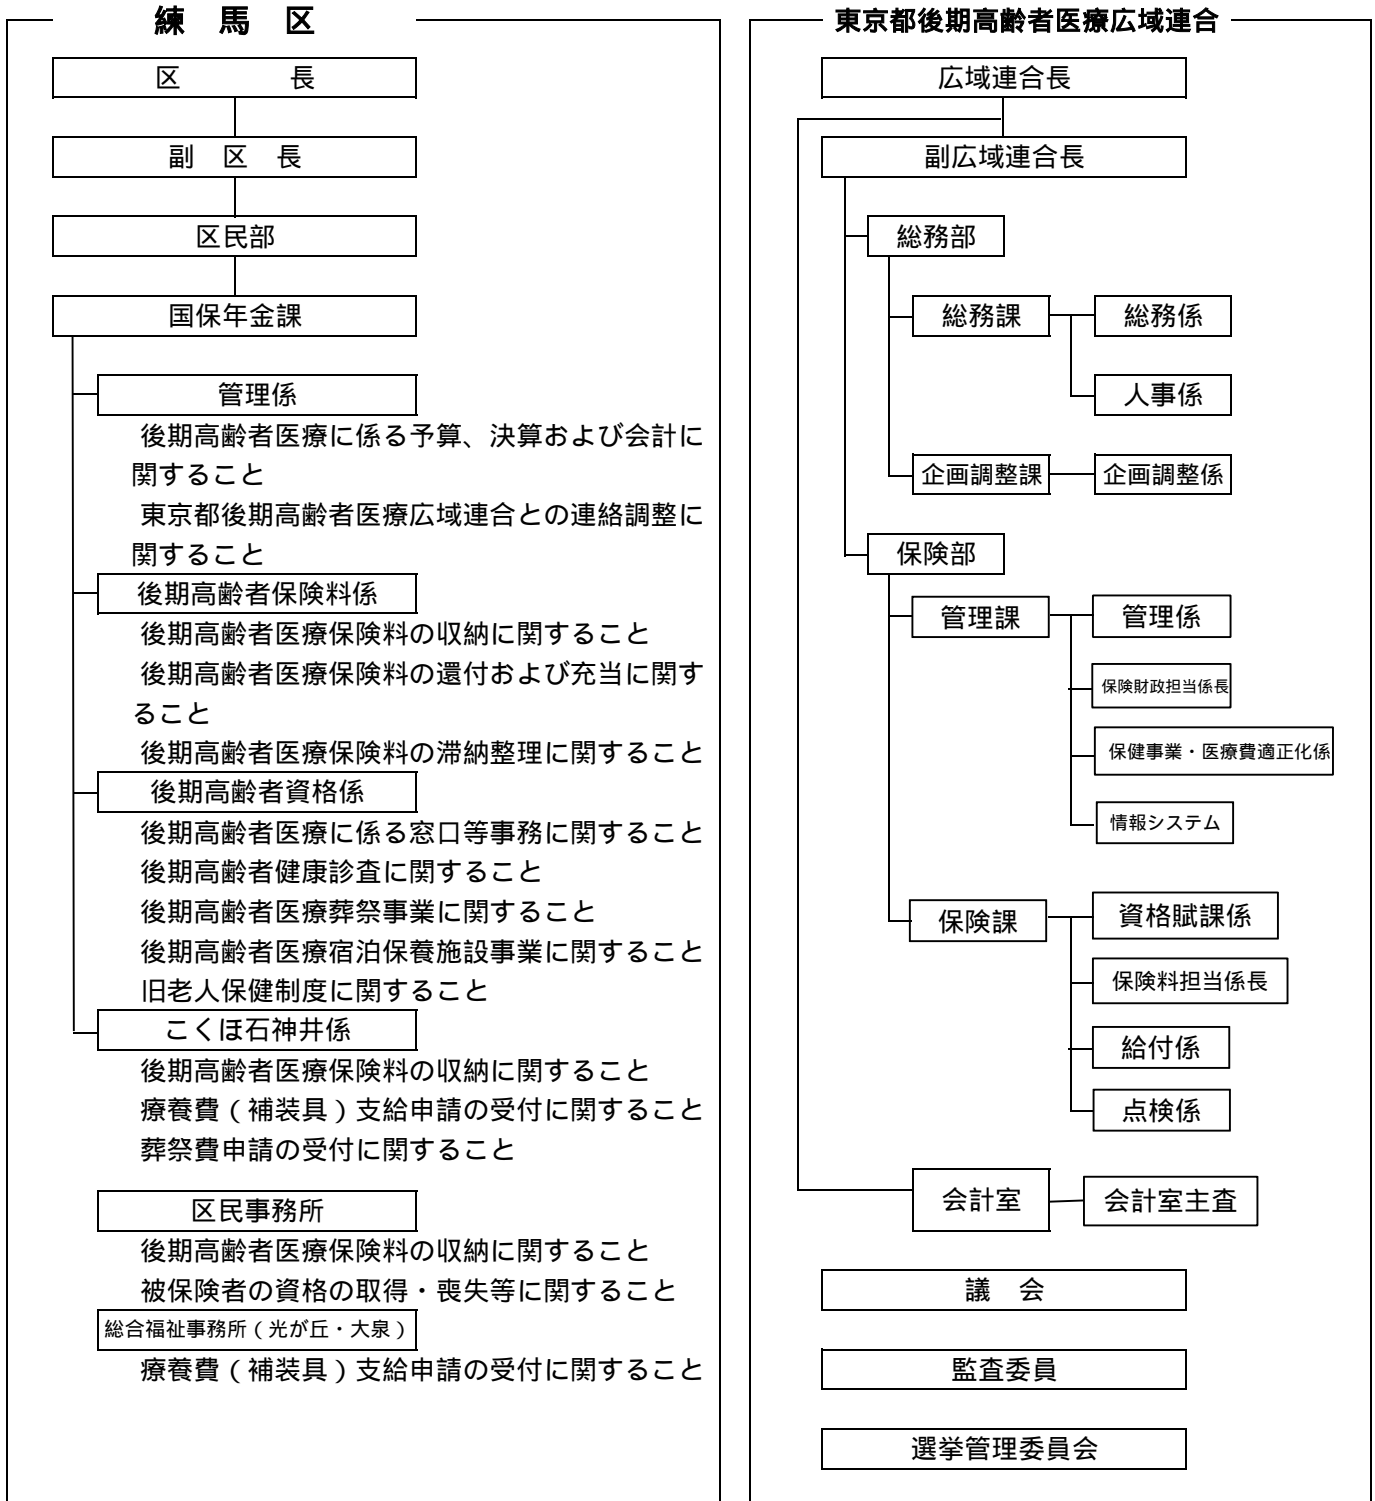 練　馬　区
区　　　　長
副　区　長
区民部
国保年金課
管理係
後期高齢者医療に係る予算、決算および会計に
関すること
東京都後期高齢者医療広域連合との連絡調整に
関すること
後期高齢者保険料係
後期高齢者医療保険料の収納に関すること
後期高齢者医療保険料の還付および充当に関す
ること
後期高齢者医療保険料の滞納整理に関すること
後期高齢者資格係
後期高齢者医療に係る窓口等事務に関すること
後期高齢者健康診査に関すること
後期高齢者医療葬祭事業に関すること
後期高齢者医療宿泊保養施設事業に関すること
旧老人保健制度に関すること
こくほ石神井係
後期高齢者医療保険料の収納に関すること
療養費（補装具）支給申請の受付に関すること
葬祭費申請の受付に関すること
区民事務所
後期高齢者医療保険料の収納に関すること
被保険者の資格の取得・喪失等に関すること
総合福祉事務所（光が丘・大泉）
療養費（補装具）支給申請の受付に関すること
東京都後期高齢者医療広域連合
広域連合長
副広域連合長
総務部
総務課
総務係
人事係
企画調整課
企画調整係
保険部
管理課
管理係
保険財政担当係長
保健事業・医療費適正化係
情報システム
保険課
資格賦課係
保険料担当係長
給付係
点検係
会計室
会計室主査
議　会
監査委員
選挙管理委員会